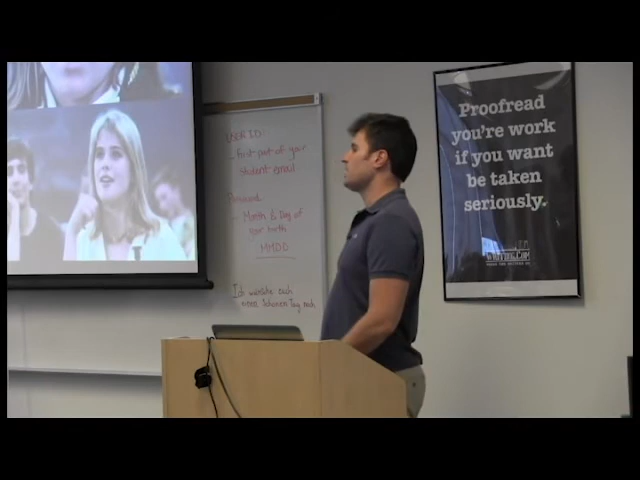 USER ID:
- first part of your
student email
Password
- Month & Day of
your birth
MMDD
Proofread
you're work
if you want
be taken
seriously.